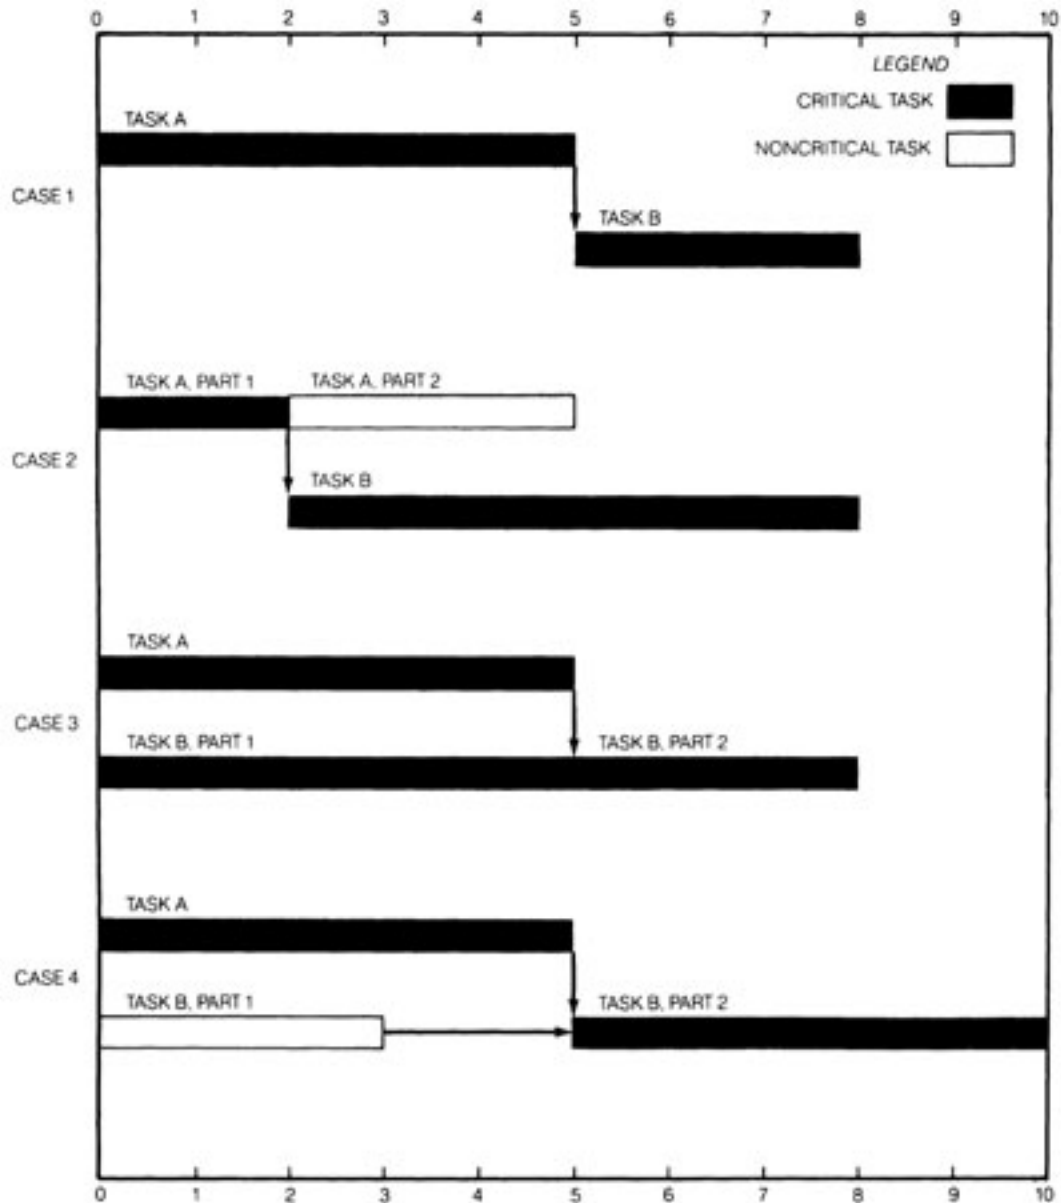 0 1 2 3 4 5 6 7 8 9 10
LEGEND
CRITICAL TASK
NONCRITICAL TASK
TASK A
CASE 1
TASK B
TASK A, PART 1 TASK A, PART 2
CASE 2
TASK B
TASK A
CASE 3
TASK B, PART 1 TASK B, PART 2
TASK A
CASE 4
TASK B, PART 1 TASK B, PART 2
0 1 2 3 4 5 6 7 8 9 10